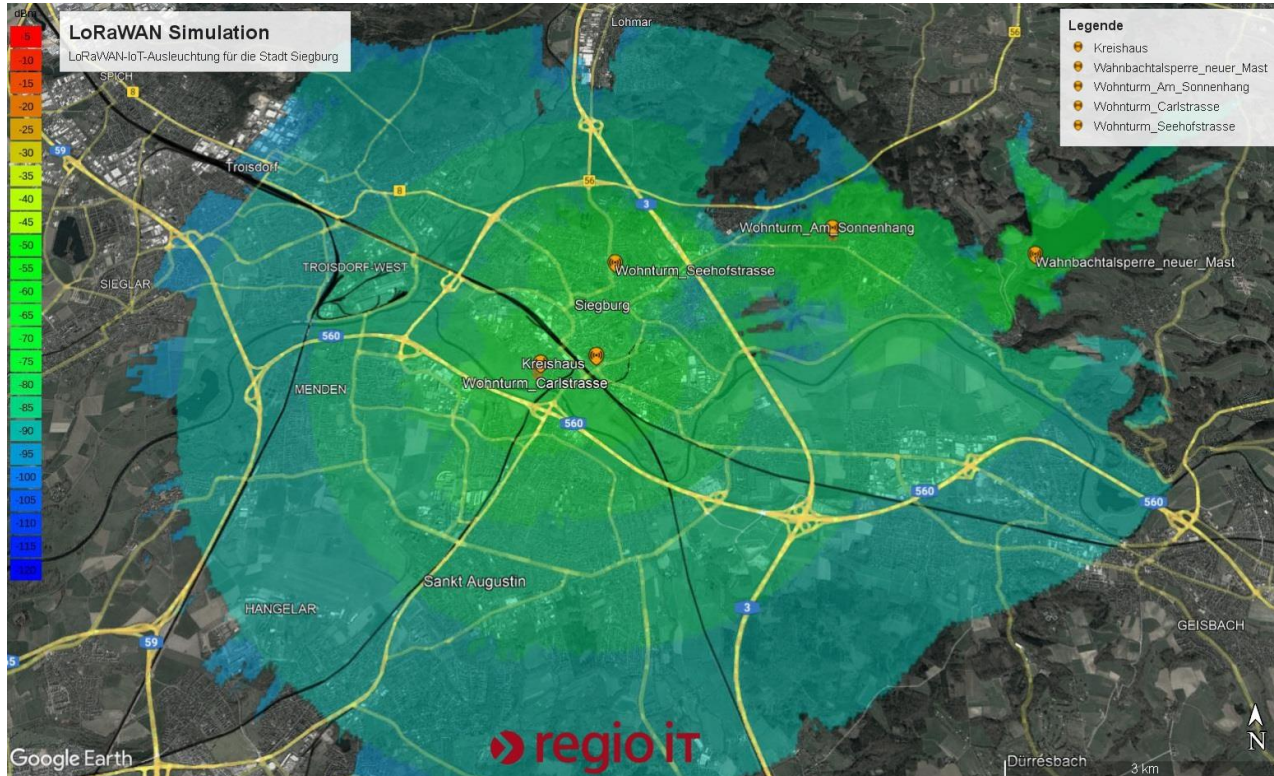 dBm
-5
-10
-15
-20
-25
-30
-35
-40
-45
-50
-55
-60
-65
-70
-75
-80
-85
-90
-95
-100
-105
-110
-115
-120
LoRaWAN Simulation
LoRaWAN-IoT-Ausleuchtung für die Stadt Siegburg
Legende
Kreishaus
Wahnbachtalsperre_neuer_Mast
Wohnturm_Am_Sonnenhang
Wohnturm_Carlstrasse
Wohnturm_Seehofstrasse
Lohmar
56
SPICH
8
59
Troisdorf
8
56
3
Wohnturm_Am_Sonnenhang
TROISDORF-WEST
Wohnturm_Seehofstrasse
Wahnbachtalsperre_neuer_Mast
SIEGLAR
Siegburg
560
Kreishaus
Wohnturm_Carlstrasse
MENDEN
560
560
560
Sankt Augustin
HANGELAR
3
GEISBACH
59
regio iT
Google Earth
Dürresbach
3 km
N